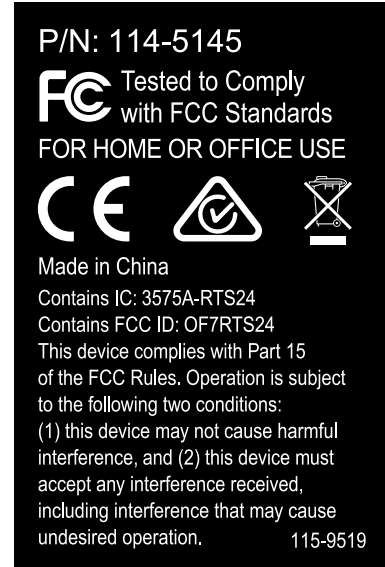 P/N: 114-5145
FC Tested to Comply
with FCC Standards
FOR HOME OR OFFICE USE
CE
Made in China
Contains IC: 3575A-RTS24
Contains FCC ID: OF7RTS24
This device complies with Part 15
of the FCC Rules. Operation is subject
to the following two conditions:
(1) this device may not cause harmful
interference, and (2) this device must
accept any interference received,
including interference that may cause
undesired operation. 115-9519